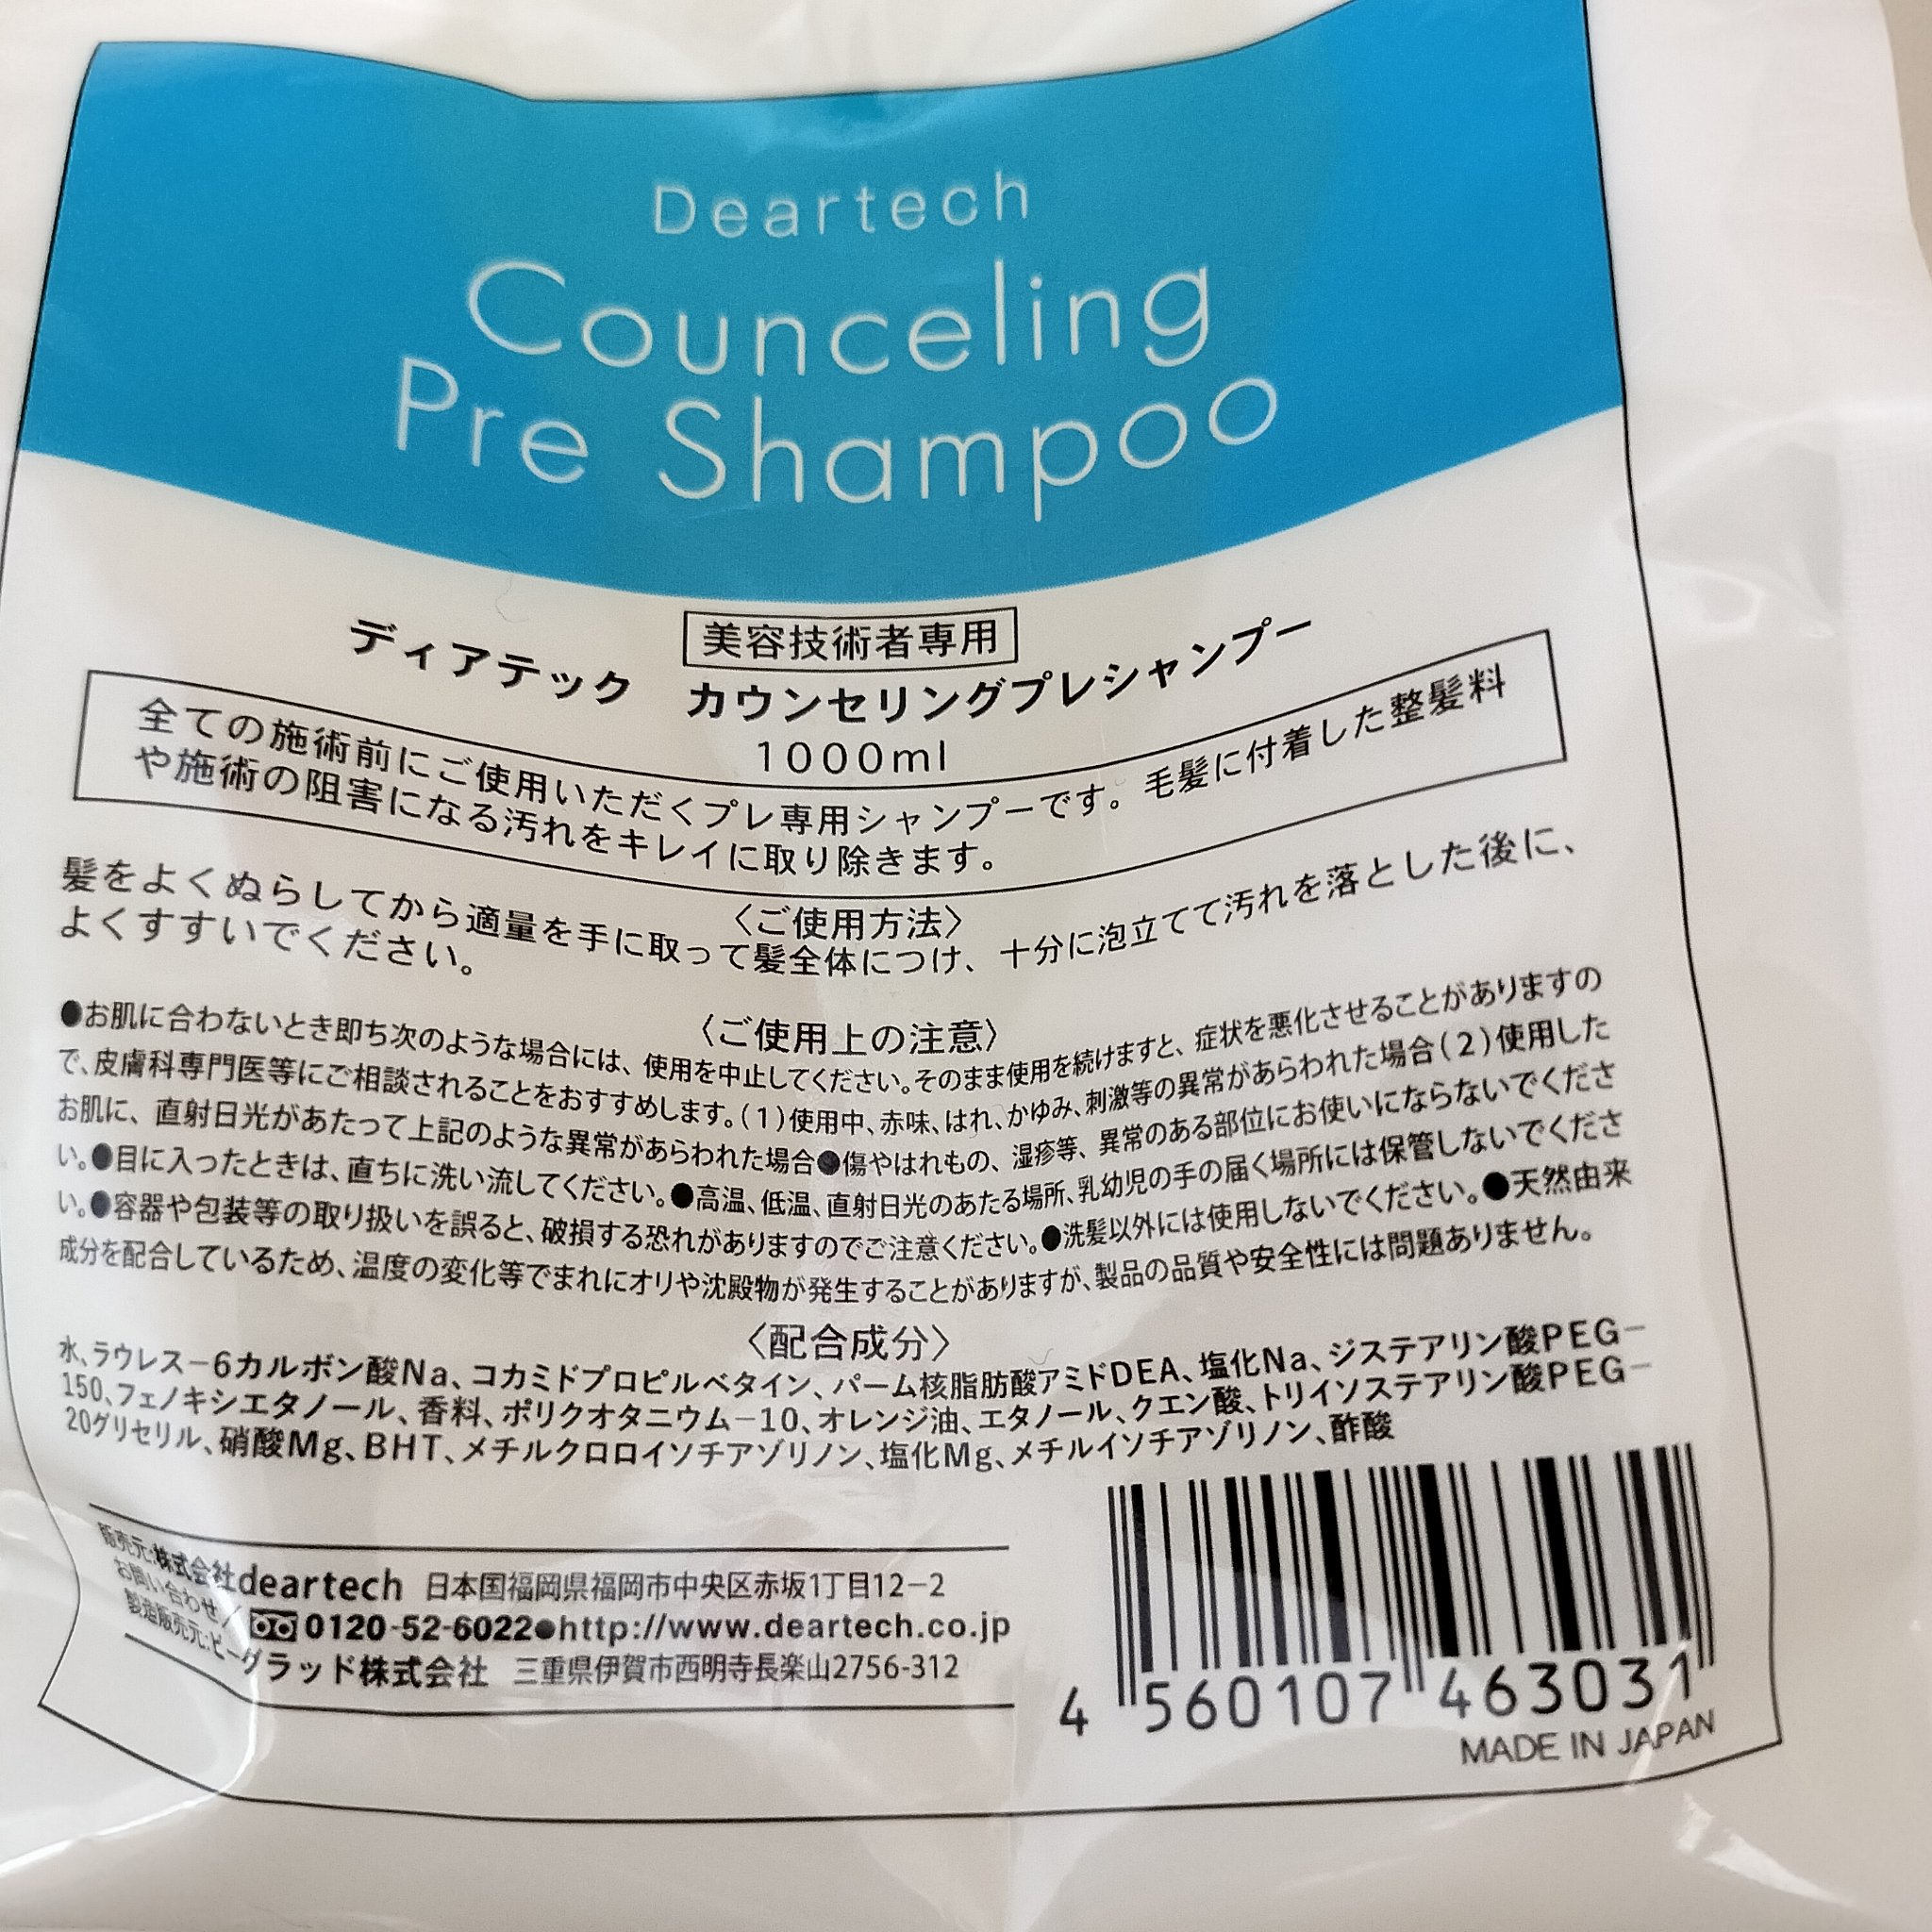 Deartech
Counceling
Pre Shampoo
美容技術者専用
ディアテック カウンセリングプレシャンプー
1000ml
全ての施術前にご使用いただくプレ専用シャンプーです。毛髪に付着した整髪料
や施術の阻害になる汚れをキレイに取り除きます。
〈ご使用方法〉
髪をよくぬらしてから適量を手に取って髪全体につけ、十分に泡立てて汚れを落とした後に、
よくすすいでください。
〈ご使用上の注意〉
●お肌に合わないとき即ち次のような場合には、使用を中止してください。そのまま使用を続けますと、症状を悪化させることがありますの
で、皮膚科専門医等にご相談されることをおすすめします。(1)使用中、赤味、はれ、かゆみ、刺激等の異常があらわれた場合(2)使用した
お肌に、直射日光があたって上記のような異常があらわれた場合●傷やはれもの、湿疹等、異常のある部位にお使いにならないでくださ
い。●目に入ったときは、直ちに洗い流してください。●高温、低温、直射日光のあたる場所、乳幼児の手の届く場所には保管しないでくださ
い。●容器や包装等の取り扱いを誤ると、破損する恐れがありますのでご注意ください。●洗髪以外には使用しないでください。●天然由来
成分を配合しているため、温度の変化等でまれにオリや沈殿物が発生することがありますが、製品の品質や安全性には問題ありません。
〈配合成分〉
水、ラウレス−6カルボン酸Na、コカミドプロピルベタイン、パーム核脂肪酸アミドDEA、塩化Na、ジステアリン酸PEG−
150、フェノキシエタノール、香料、ポリクオタニウム−10、オレンジ油、エタノール、クエン酸、トリイソステアリン酸PEG−
20グリセリル、硝酸Mg、BHT、メチルクロロイソチアゾリノン、塩化Mg、メチルイソチアゾリノン、酢酸
販売元:株式会社deartech 日本国福岡県福岡市中央区赤坂1丁目12−2
お問い合わせ/0120-52-6022●http://www.deartech.co.jp
製造販売元:ビーグラッド株式会社 三重県伊賀市西明寺長楽山2756-312
4 560107 463031
MADE IN JAPAN